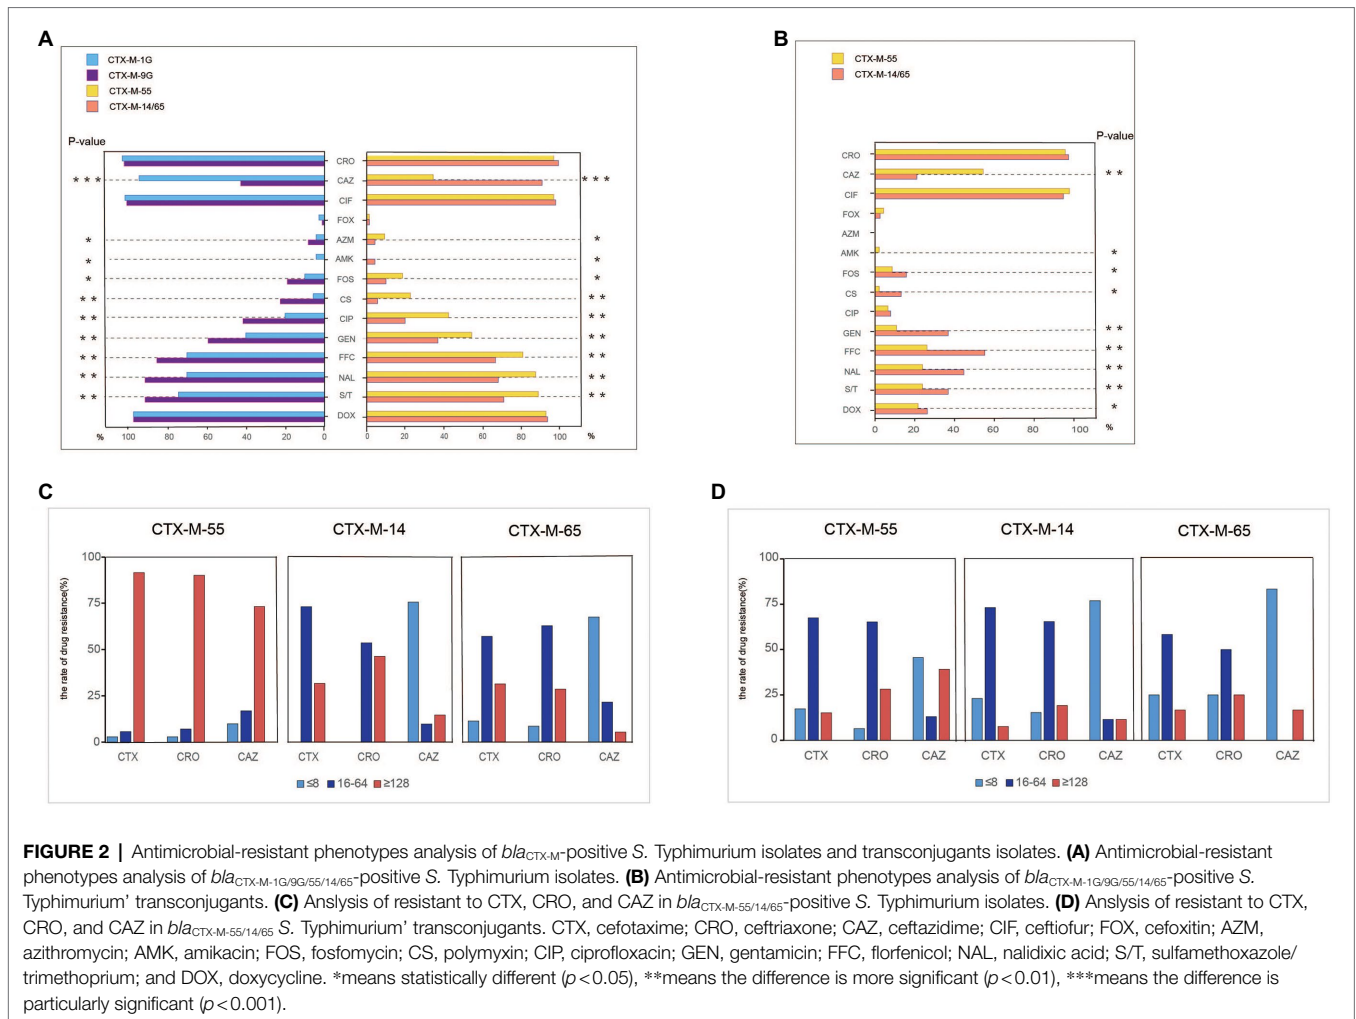 A
CTX-M-1G
CTX-M-9G
CTX-M-55
CTX-M-14/65
P-value
CRO
*** CAZ ***
CIF
FOX
* AZM *
* AMK *
* FOS *
** CS **
** CIP **
** GEN **
** FFC **
** NAL **
** S/T **
DOX
% 100 80 60 40 20 0 0 20 40 60 80 100 %
B
CTX-M-55
CTX-M-14/65
P-value
CRO
CAZ **
CIF
FOX
AZM
AMK *
FOS *
CS *
CIP
GEN **
FFC **
NAL **
S/T **
DOX *
0 20 40 60 80 100 %
C
CTX-M-55 CTX-M-14 CTX-M-65
the rate of drug resistance(%)
100
75
50
25
0
CTX CRO CAZ CTX CRO CAZ CTX CRO CAZ
≤8 16-64 ≥128
D
CTX-M-55 CTX-M-14 CTX-M-65
the rate of drug resistance(%)
100
75
50
25
0
CTX CRO CAZ CTX CRO CAZ CTX CRO CAZ
≤8 16-64 ≥128
FIGURE 2 | Antimicrobial-resistant phenotypes analysis of blaCTX-M-positive S. Typhimurium isolates and transconjugants isolates. (A) Antimicrobial-resistant
phenotypes analysis of blaCTX-M-1G/9G/55/14/65-positive S. Typhimurium isolates. (B) Antimicrobial-resistant phenotypes analysis of blaCTX-M-1G/9G/55/14/65-positive S.
Typhimurium' transconjugants. (C) Anslysis of resistant to CTX, CRO, and CAZ in blaCTX-M-55/14/65-positive S. Typhimurium isolates. (D) Anslysis of resistant to CTX,
CRO, and CAZ in blaCTX-M-55/14/65 S. Typhimurium' transconjugants. CTX, cefotaxime; CRO, ceftriaxone; CAZ, ceftazidime; CIF, ceftiofur; FOX, cefoxitin; AZM,
azithromycin; AMK, amikacin; FOS, fosfomycin; CS, polymyxin; CIP, ciprofloxacin; GEN, gentamicin; FFC, florfenicol; NAL, nalidixic acid; S/T, sulfamethoxazole/
trimethoprium; and DOX, doxycycline. *means statistically different (p<0.05), **means the difference is more significant (p<0.01), ***means the difference is
particularly significant (p<0.001).